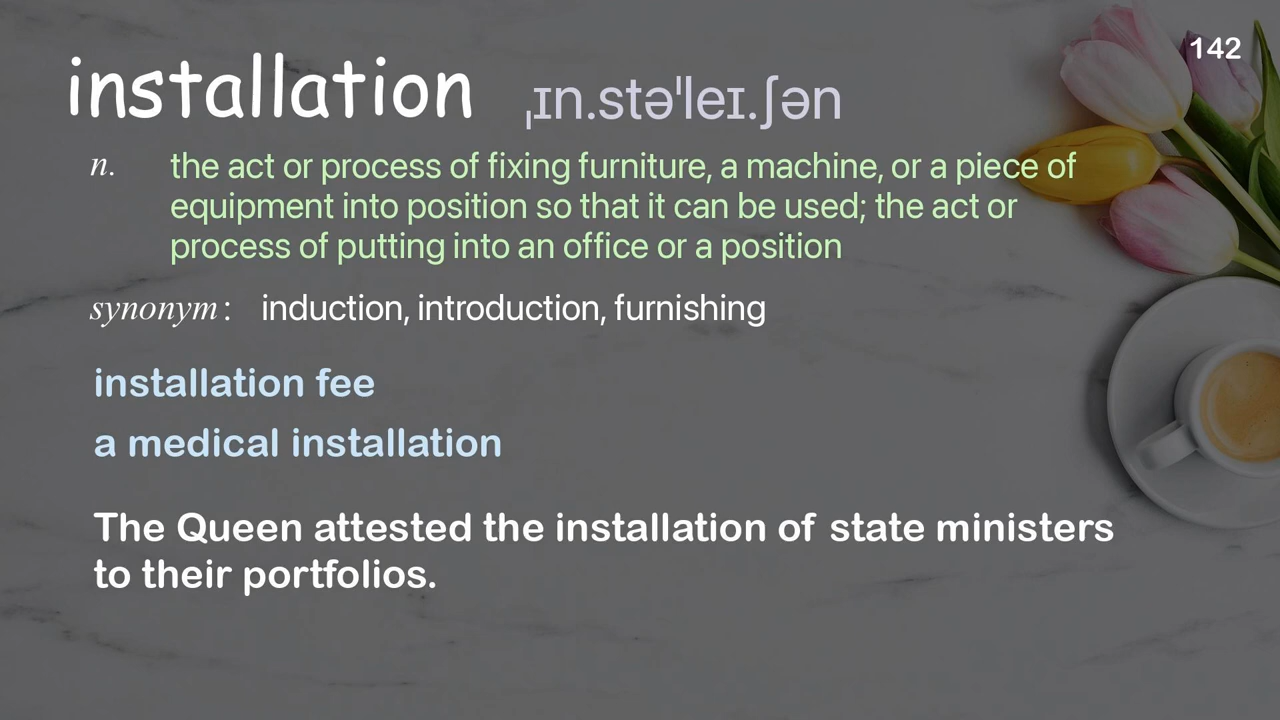 142
installation ˌɪn.stəˈleɪ.ʃən
n. the act or process of fixing furniture, a machine, or a piece of
equipment into position so that it can be used; the act or
process of putting into an office or a position
synonym: induction, introduction, furnishing
installation fee
a medical installation
The Queen attested the installation of state ministers
to their portfolios.